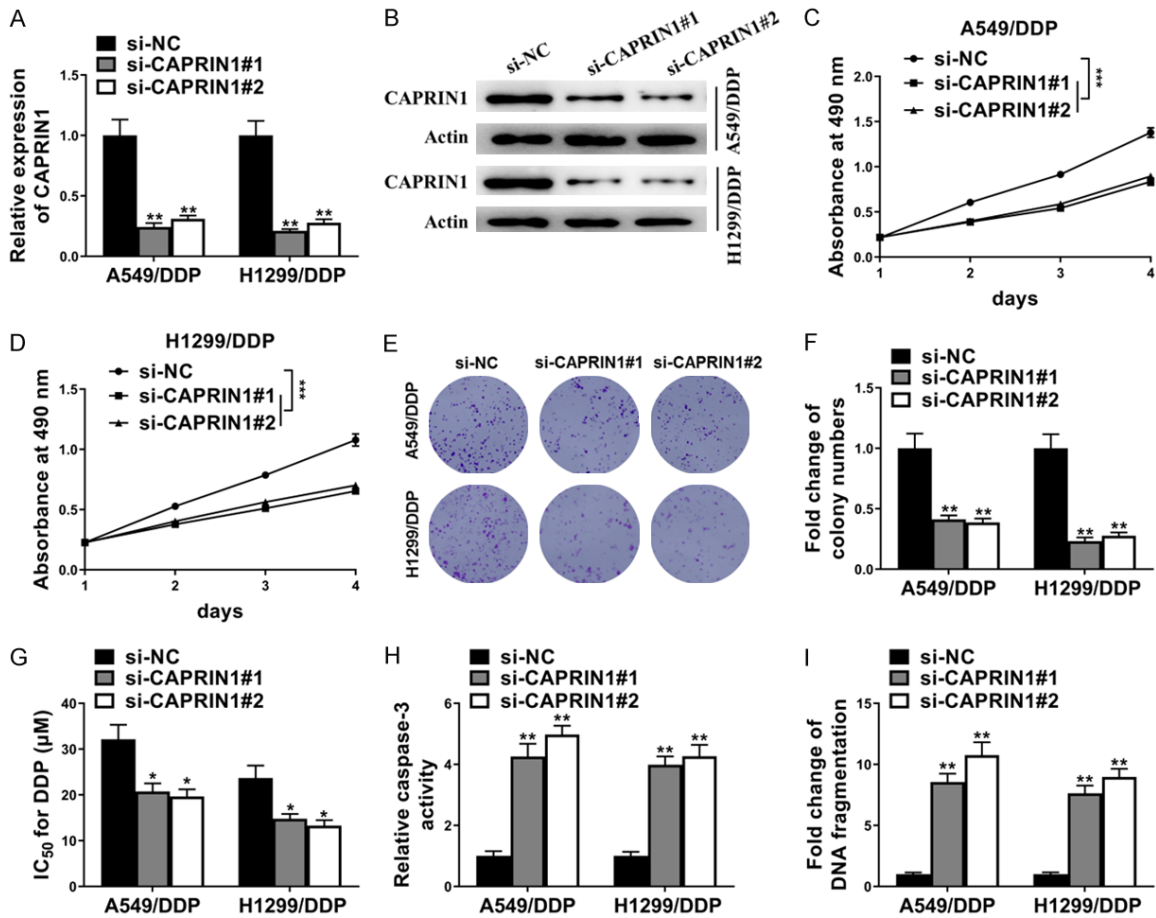 A
si-NC
si-CAPRIN1#1
si-CAPRIN1#2
Relative expression
of CAPRIN1
1.5
1.0
0.5
0.0
**
**
**
**
A549/DDP
H1299/DDP
B
si-NC
si-CAPRIN1#1
si-CAPRIN1#2
CAPRIN1
Actin
CAPRIN1
Actin
A549/DDP
H1299/DDP
C
A549/DDP
si-NC
si-CAPRIN1#1
si-CAPRIN1#2
***
Absorbance at 490 nm
2.0
1.5
1.0
0.5
0.0
1 2 3 4
days
D
H1299/DDP
si-NC
si-CAPRIN1#1
si-CAPRIN1#2
***
Absorbance at 490 nm
1.5
1.0
0.5
0.0
1 2 3 4
days
E
si-NC si-CAPRIN1#1 si-CAPRIN1#2
A549/DDP
H1299/DDP
F
si-NC
si-CAPRIN1#1
si-CAPRIN1#2
Fold change of
colony numbers
1.5
1.0
0.5
0.0
**
**
**
**
A549/DDP
H1299/DDP
G
si-NC
si-CAPRIN1#1
si-CAPRIN1#2
IC50 for DDP (μM)
40
30
20
10
0
*
*
*
*
A549/DDP
H1299/DDP
H
si-NC
si-CAPRIN1#1
si-CAPRIN1#2
Relative caspase-3
activity
6
4
2
0
**
**
**
**
A549/DDP
H1299/DDP
I
si-NC
si-CAPRIN1#1
si-CAPRIN1#2
Fold change of
DNA fragmentation
15
10
5
0
**
**
**
**
A549/DDP
H1299/DDP